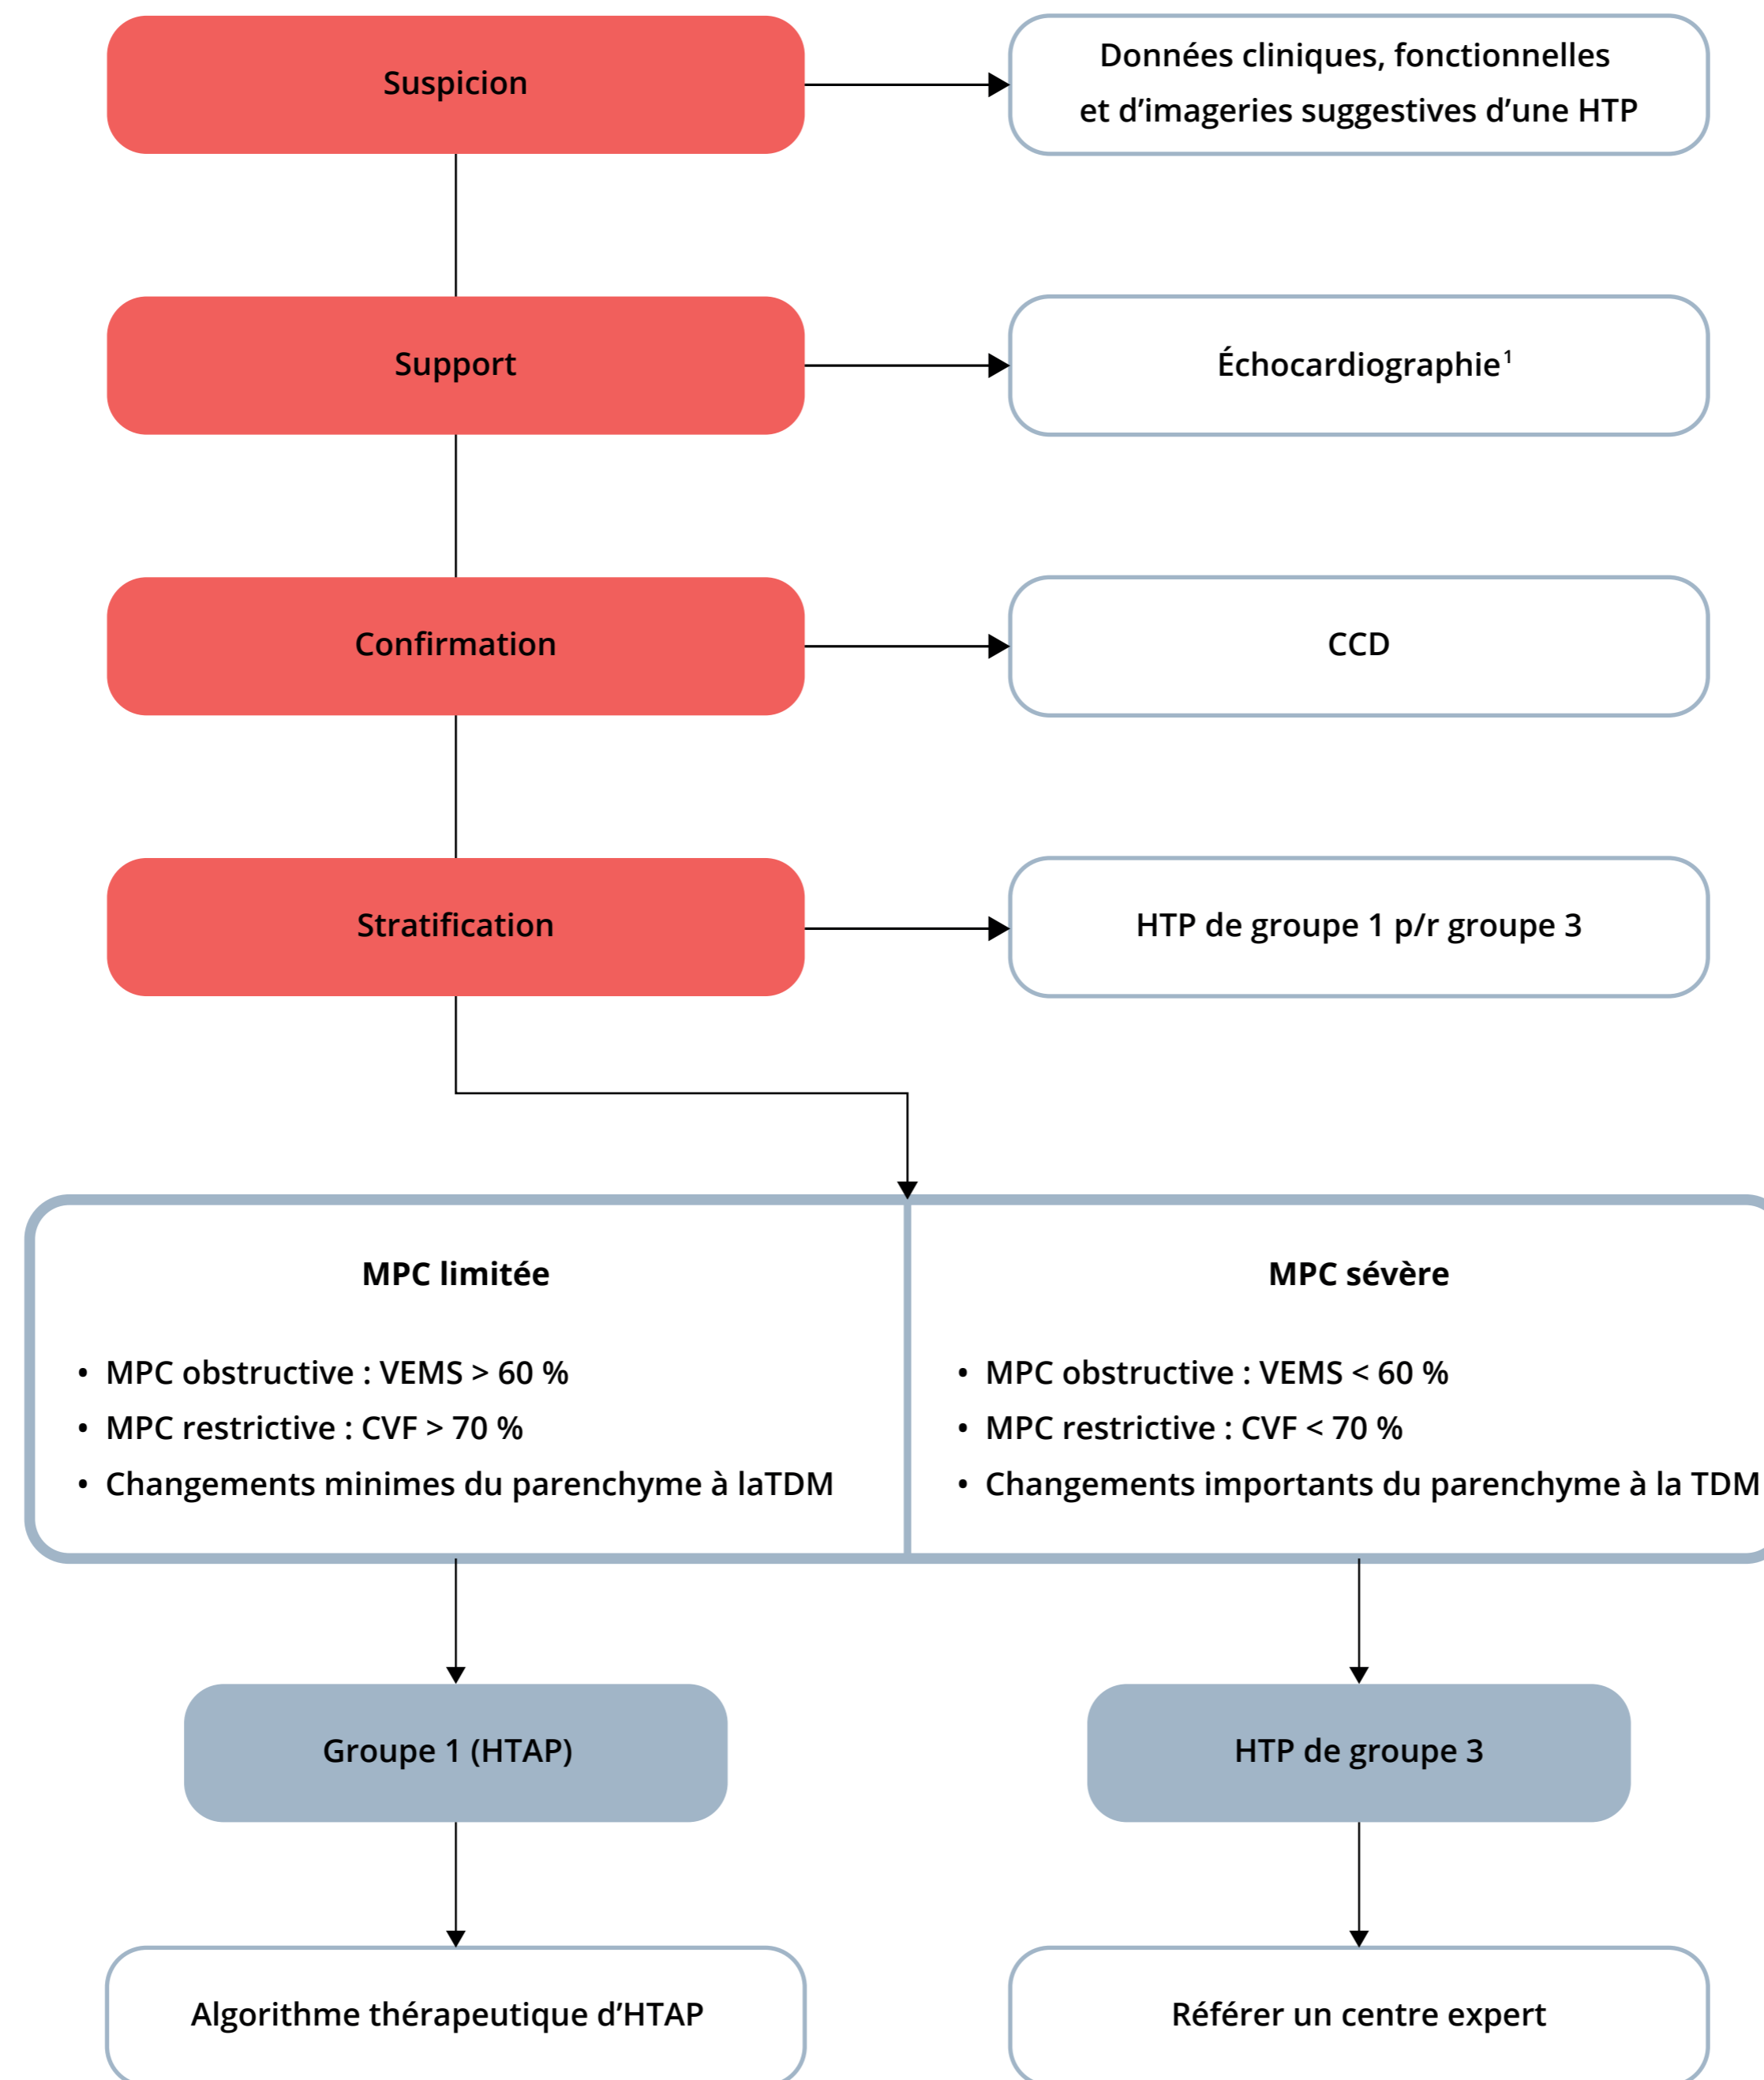 Suspicion
Données cliniques, fonctionnelles
et d’imageries suggestives d’une HTP
Support
Échocardiographie¹
Confirmation
CCD
Stratification
HTP de groupe 1 p/r groupe 3
MPC limitée
• MPC obstructive : VEMS > 60 %
• MPC restrictive : CVF > 70 %
• Changements minimes du parenchyme à laTDM
MPC sévère
• MPC obstructive : VEMS < 60 %
• MPC restrictive : CVF < 70 %
• Changements importants du parenchyme à la TDM
Groupe 1 (HTAP)
HTP de groupe 3
Algorithme thérapeutique d’HTAP
Référer un centre expert